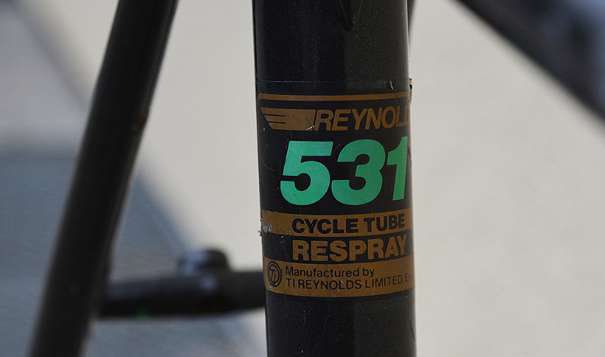 REYNOL
531
CYCLE TUBE
RESPRAY
Manufactured by
TI REYNOLDS LIMITED